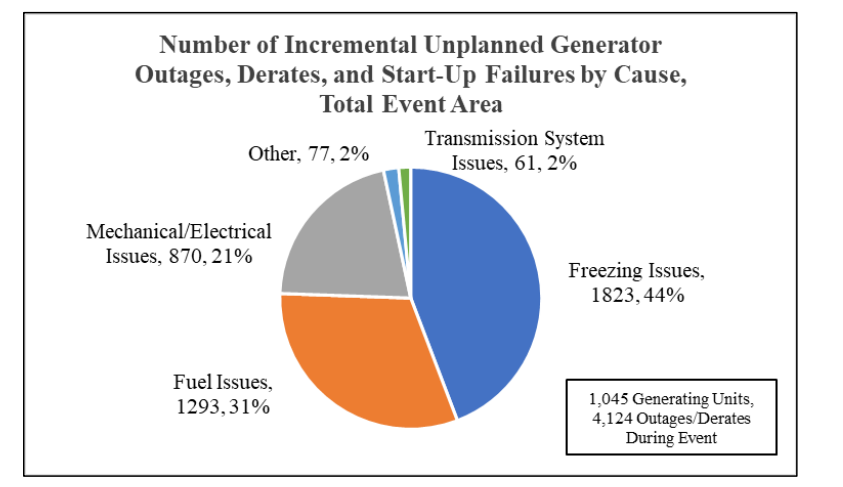 Number of Incremental Unplanned Generator
Outages, Derates, and Start-Up Failures by Cause,
Total Event Area
Transmission System
Issues, 61, 2%
Other, 77, 2%
Mechanical/Electrical
Issues, 870, 21%
Freezing Issues,
1823, 44%
Fuel Issues,
1293, 31%
1,045 Generating Units,
4,124 Outages/Derates
During Event